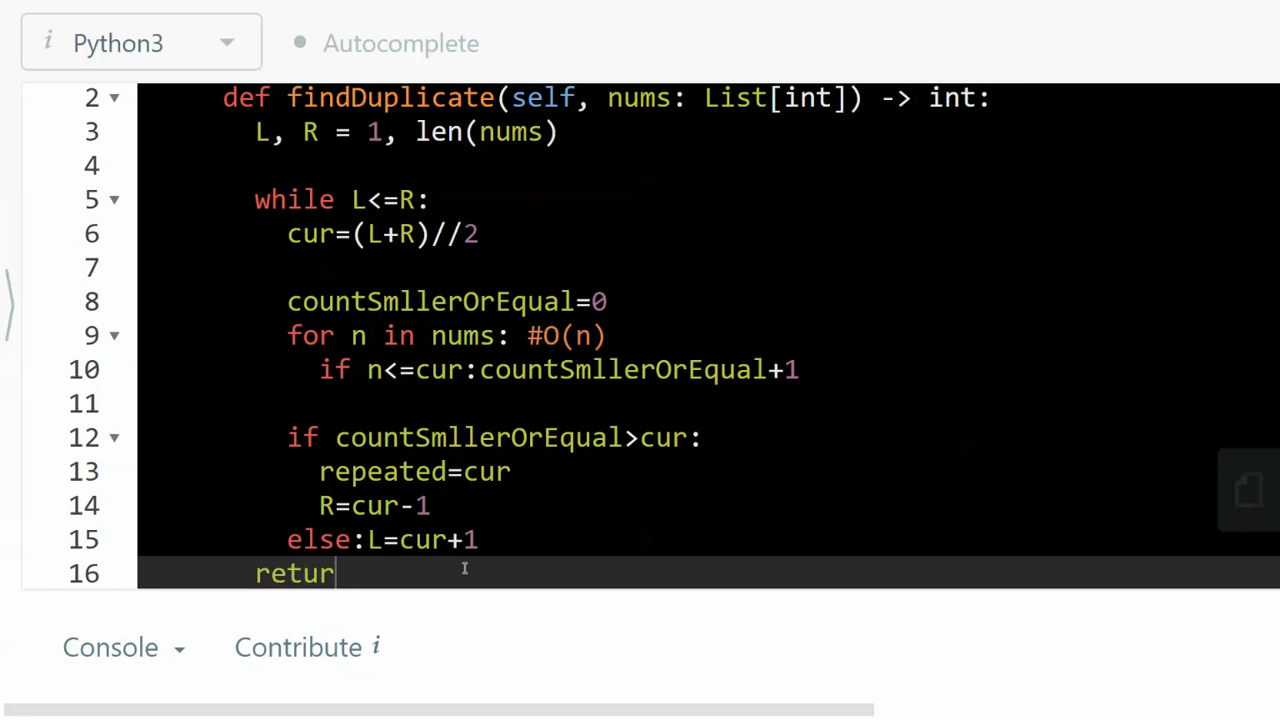 i Python3 Autocomplete
2 def findDuplicate(self, nums: List[int]) -> int:
3 L, R = 1, len(nums)
4
5 while L<=R:
6 cur=(L+R)//2
7
8 countSmllerOrEqual=0
9 for n in nums: #O(n)
10 if n<=cur:countSmllerOrEqual+1
11
12 if countSmllerOrEqual>cur:
13 repeated=cur
14 R=cur-1
15 else:L=cur+1
16 retur
Console Contribute i